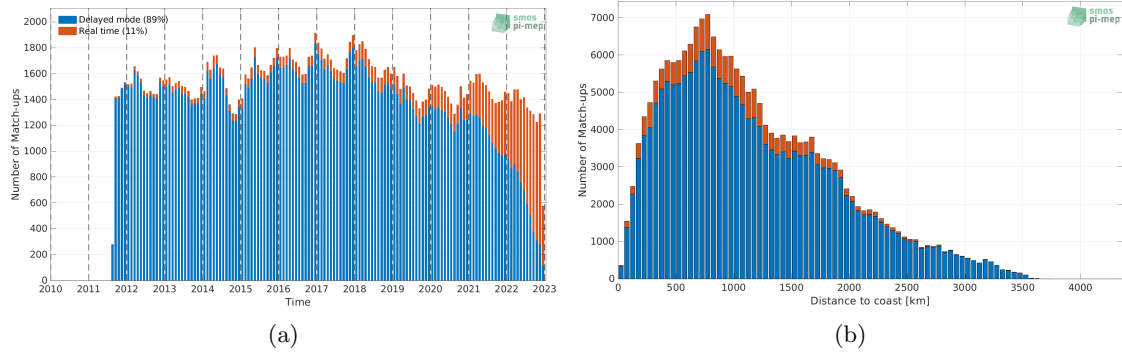 Delayed mode (89%)
Real time (11%)
smos
pi-mep
Number of Match-ups
2000
1800
1600
1400
1200
1000
800
600
400
200
0
2010 2011 2012 2013 2014 2015 2016 2017 2018 2019 2020 2021 2022 2023
Time
(a)
smos
pi-mep
Number of Match-ups
7000
6000
5000
4000
3000
2000
1000
0
0 500 1000 1500 2000 2500 3000 3500 4000
Distance to coast [km]
(b)